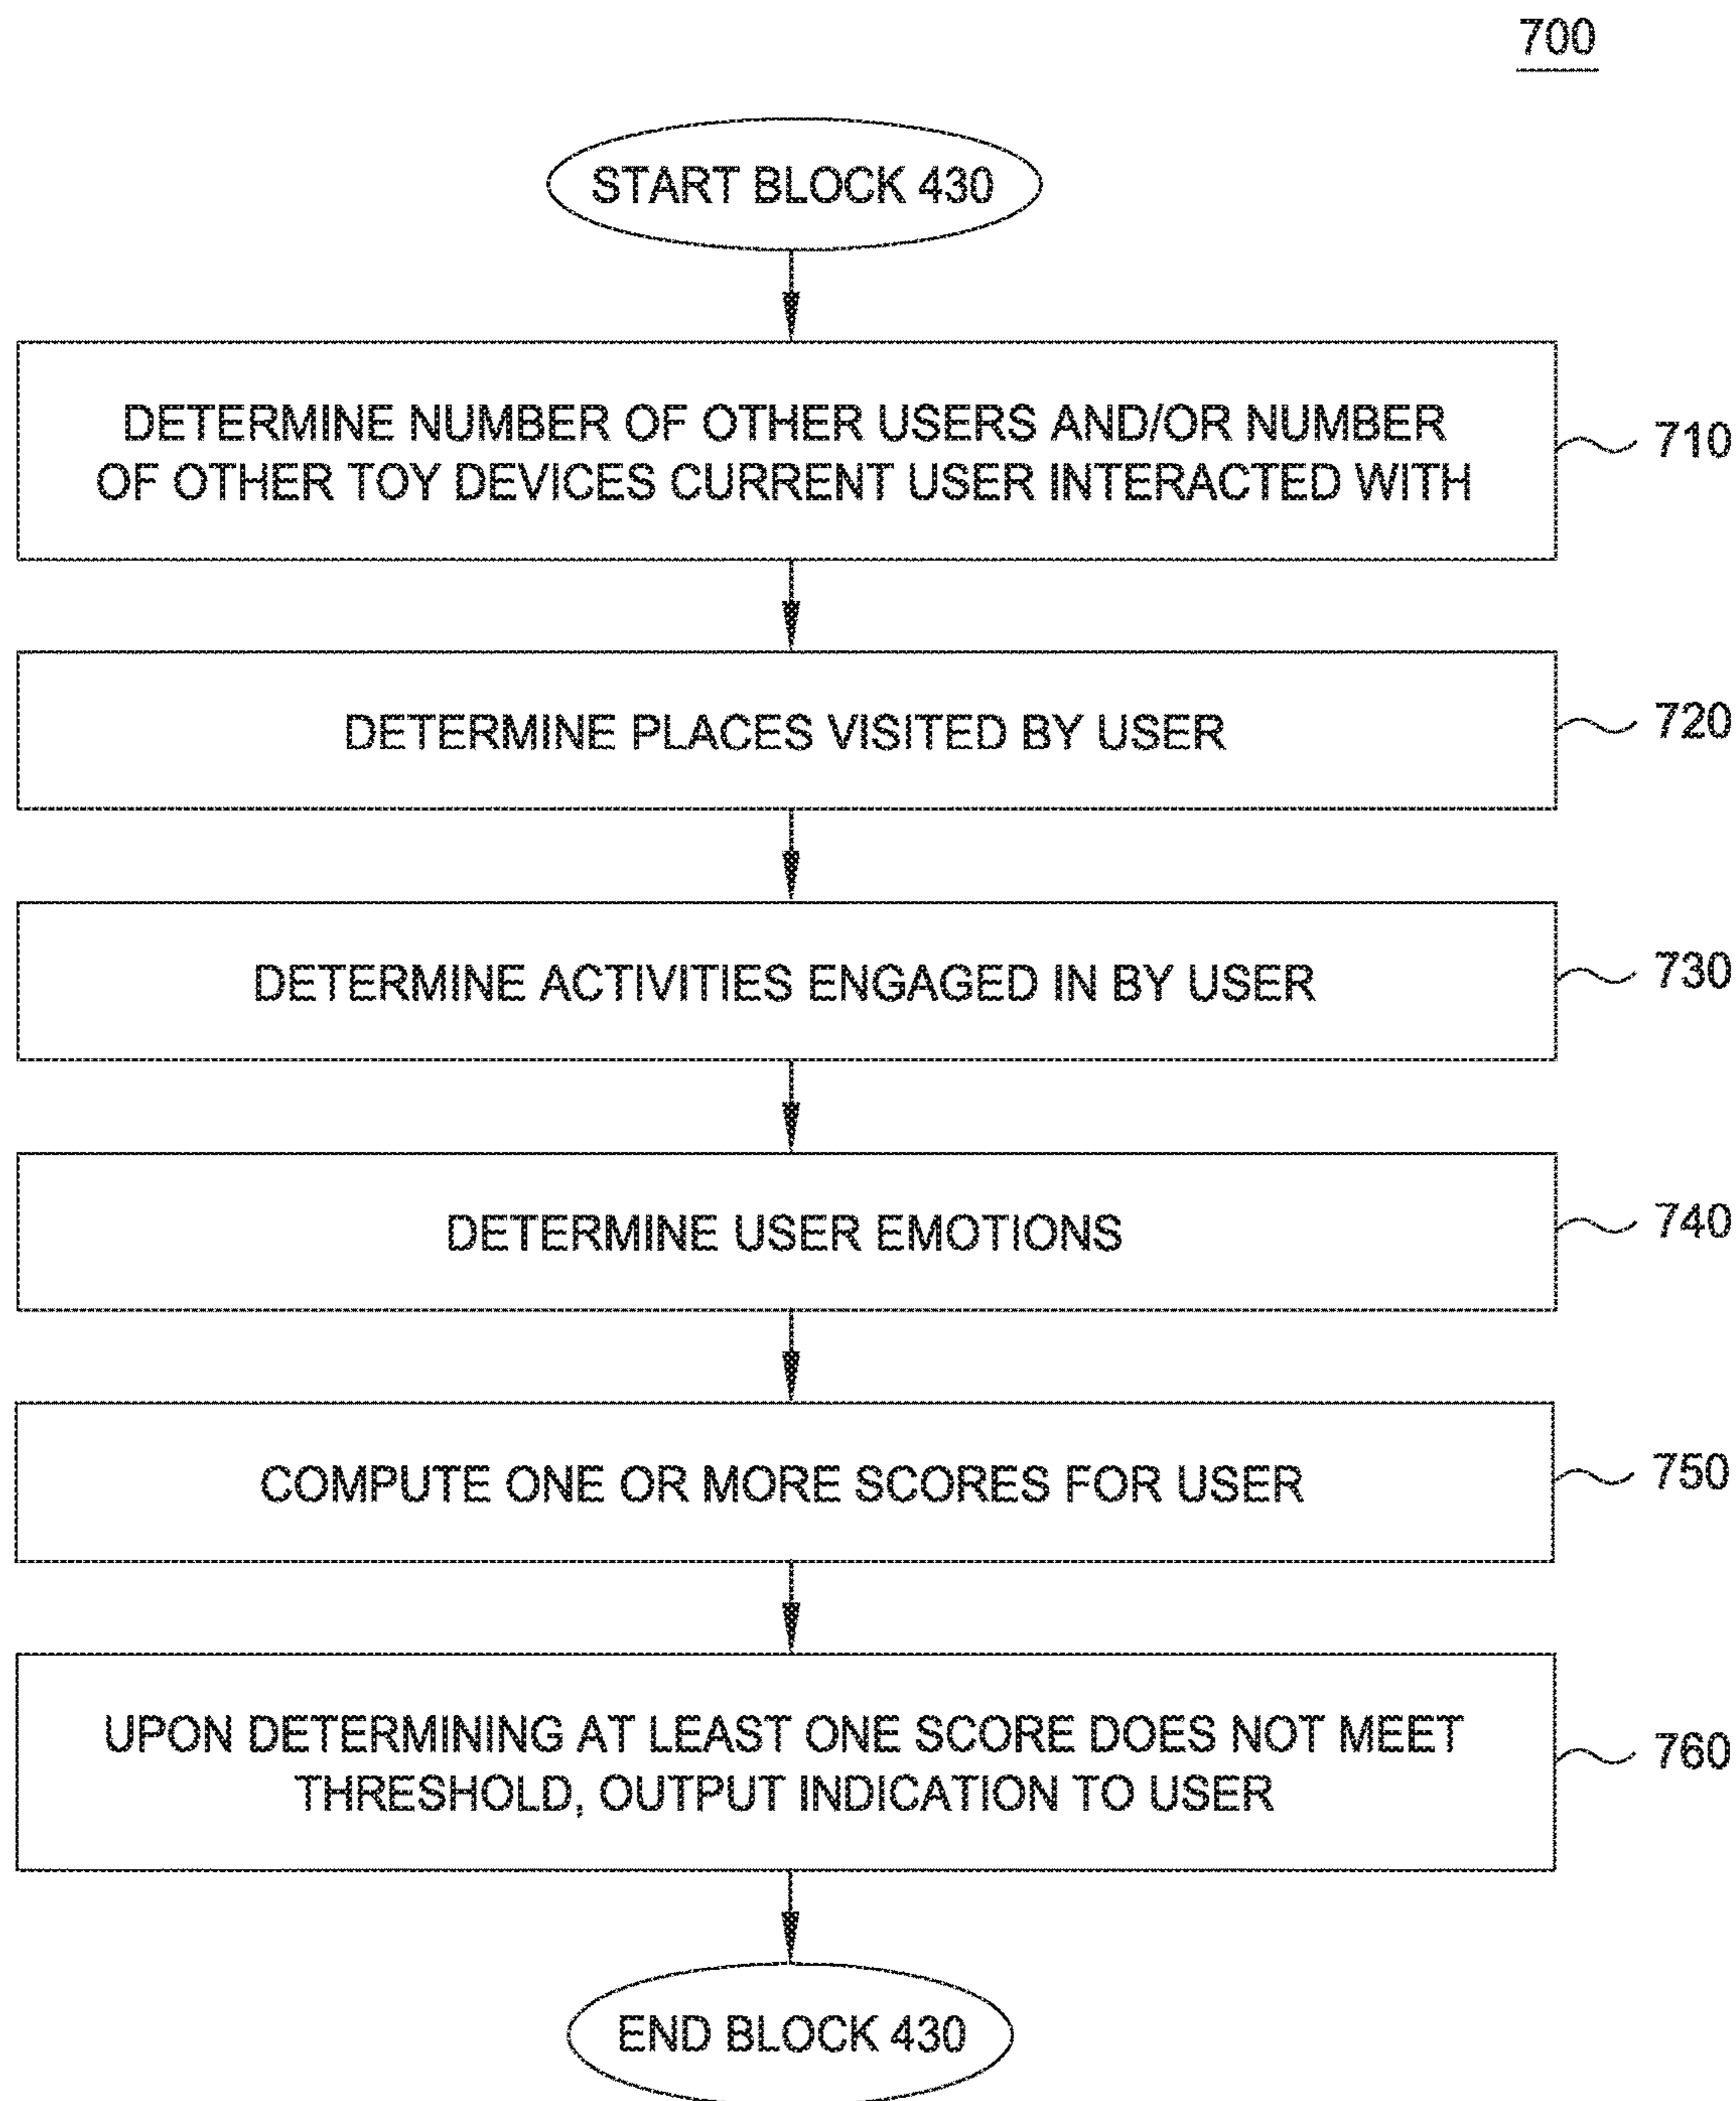 700
START BLOCK 430
DETERMINE NUMBER OF OTHER USERS AND/OR NUMBER
OF OTHER TOY DEVICES CURRENT USER INTERACTED WITH
710
DETERMINE PLACES VISITED BY USER
720
DETERMINE ACTIVITIES ENGAGED IN BY USER
730
DETERMINE USER EMOTIONS
740
COMPUTE ONE OR MORE SCORES FOR USER
750
UPON DETERMINING AT LEAST ONE SCORE DOES NOT MEET
THRESHOLD, OUTPUT INDICATION TO USER
760
END BLOCK 430